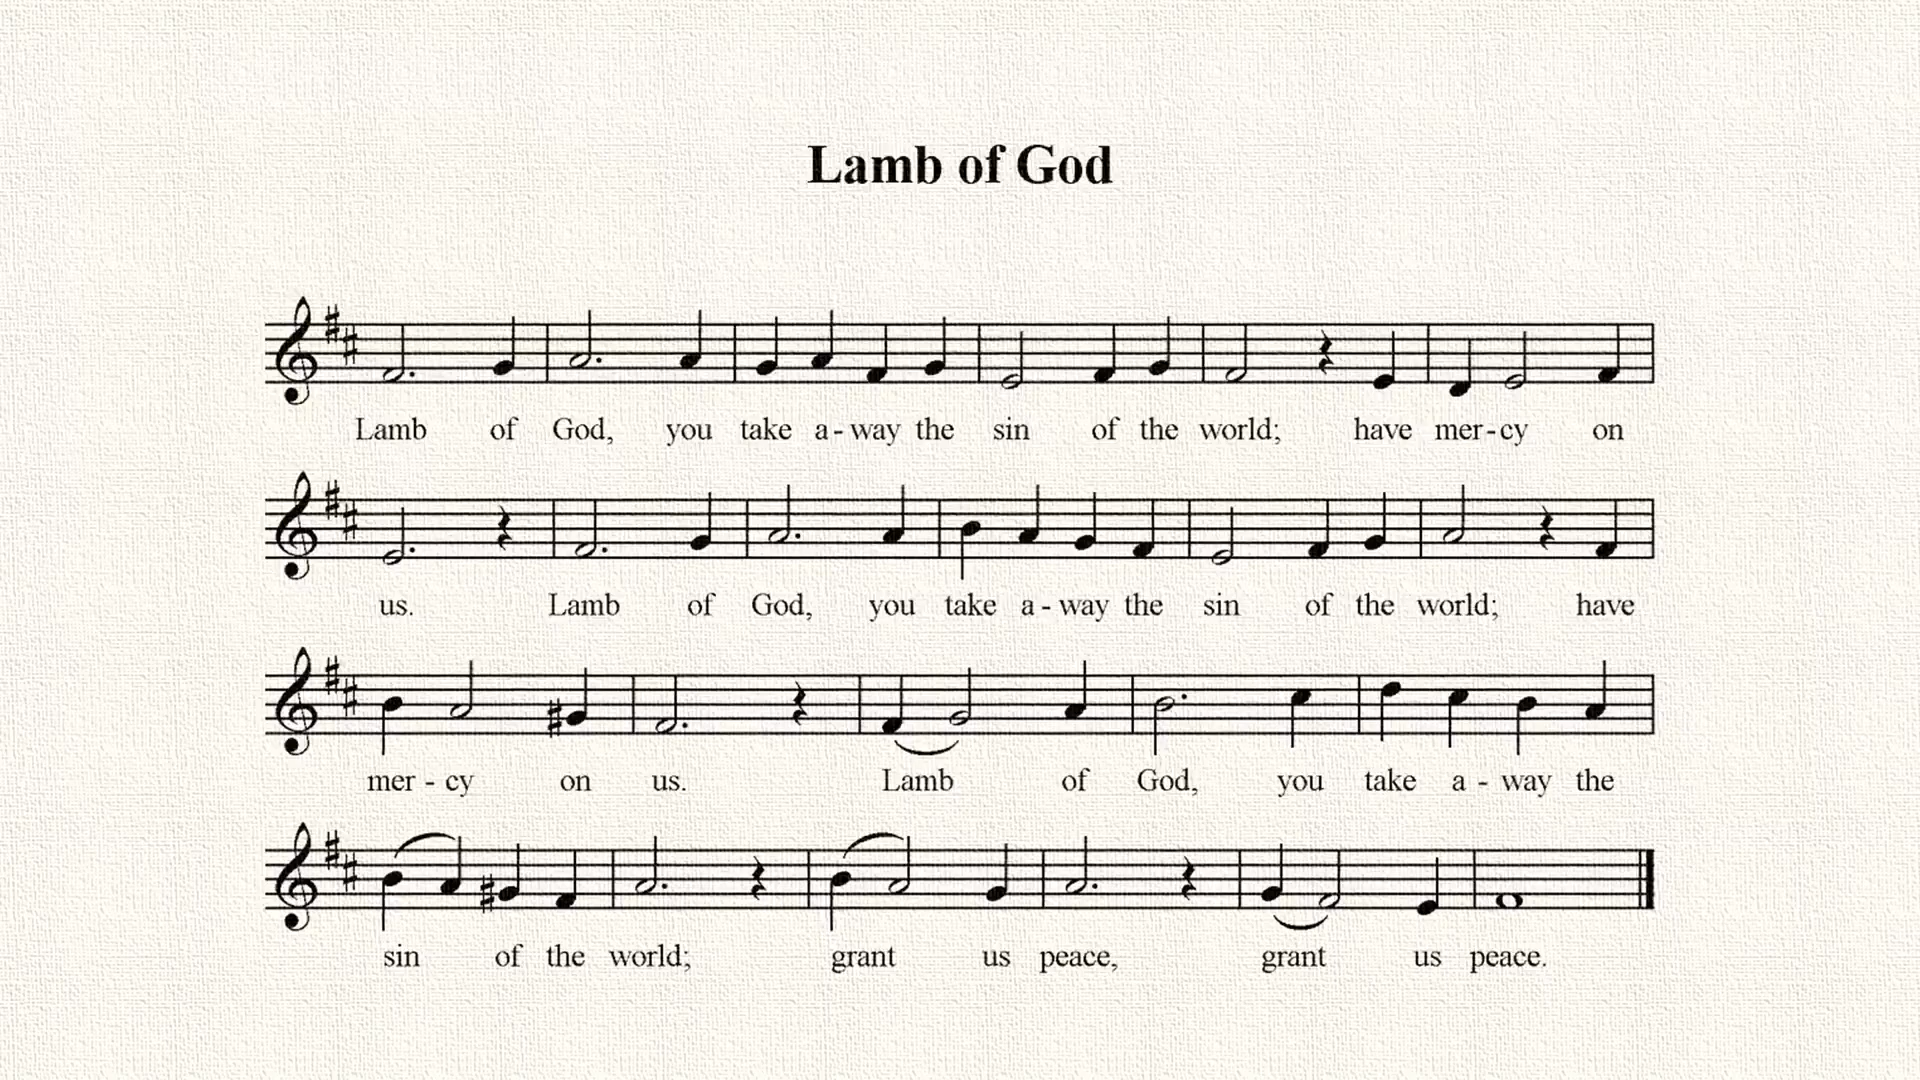 Lamb of God
Lamb of God, you take a - way the sin of the world; have mer - cy on
us. Lamb of God, you take a - way the sin of the world; have
mer - cy on us. Lamb of God, you take a - way the
sin of the world; grant us peace, grant us peace.